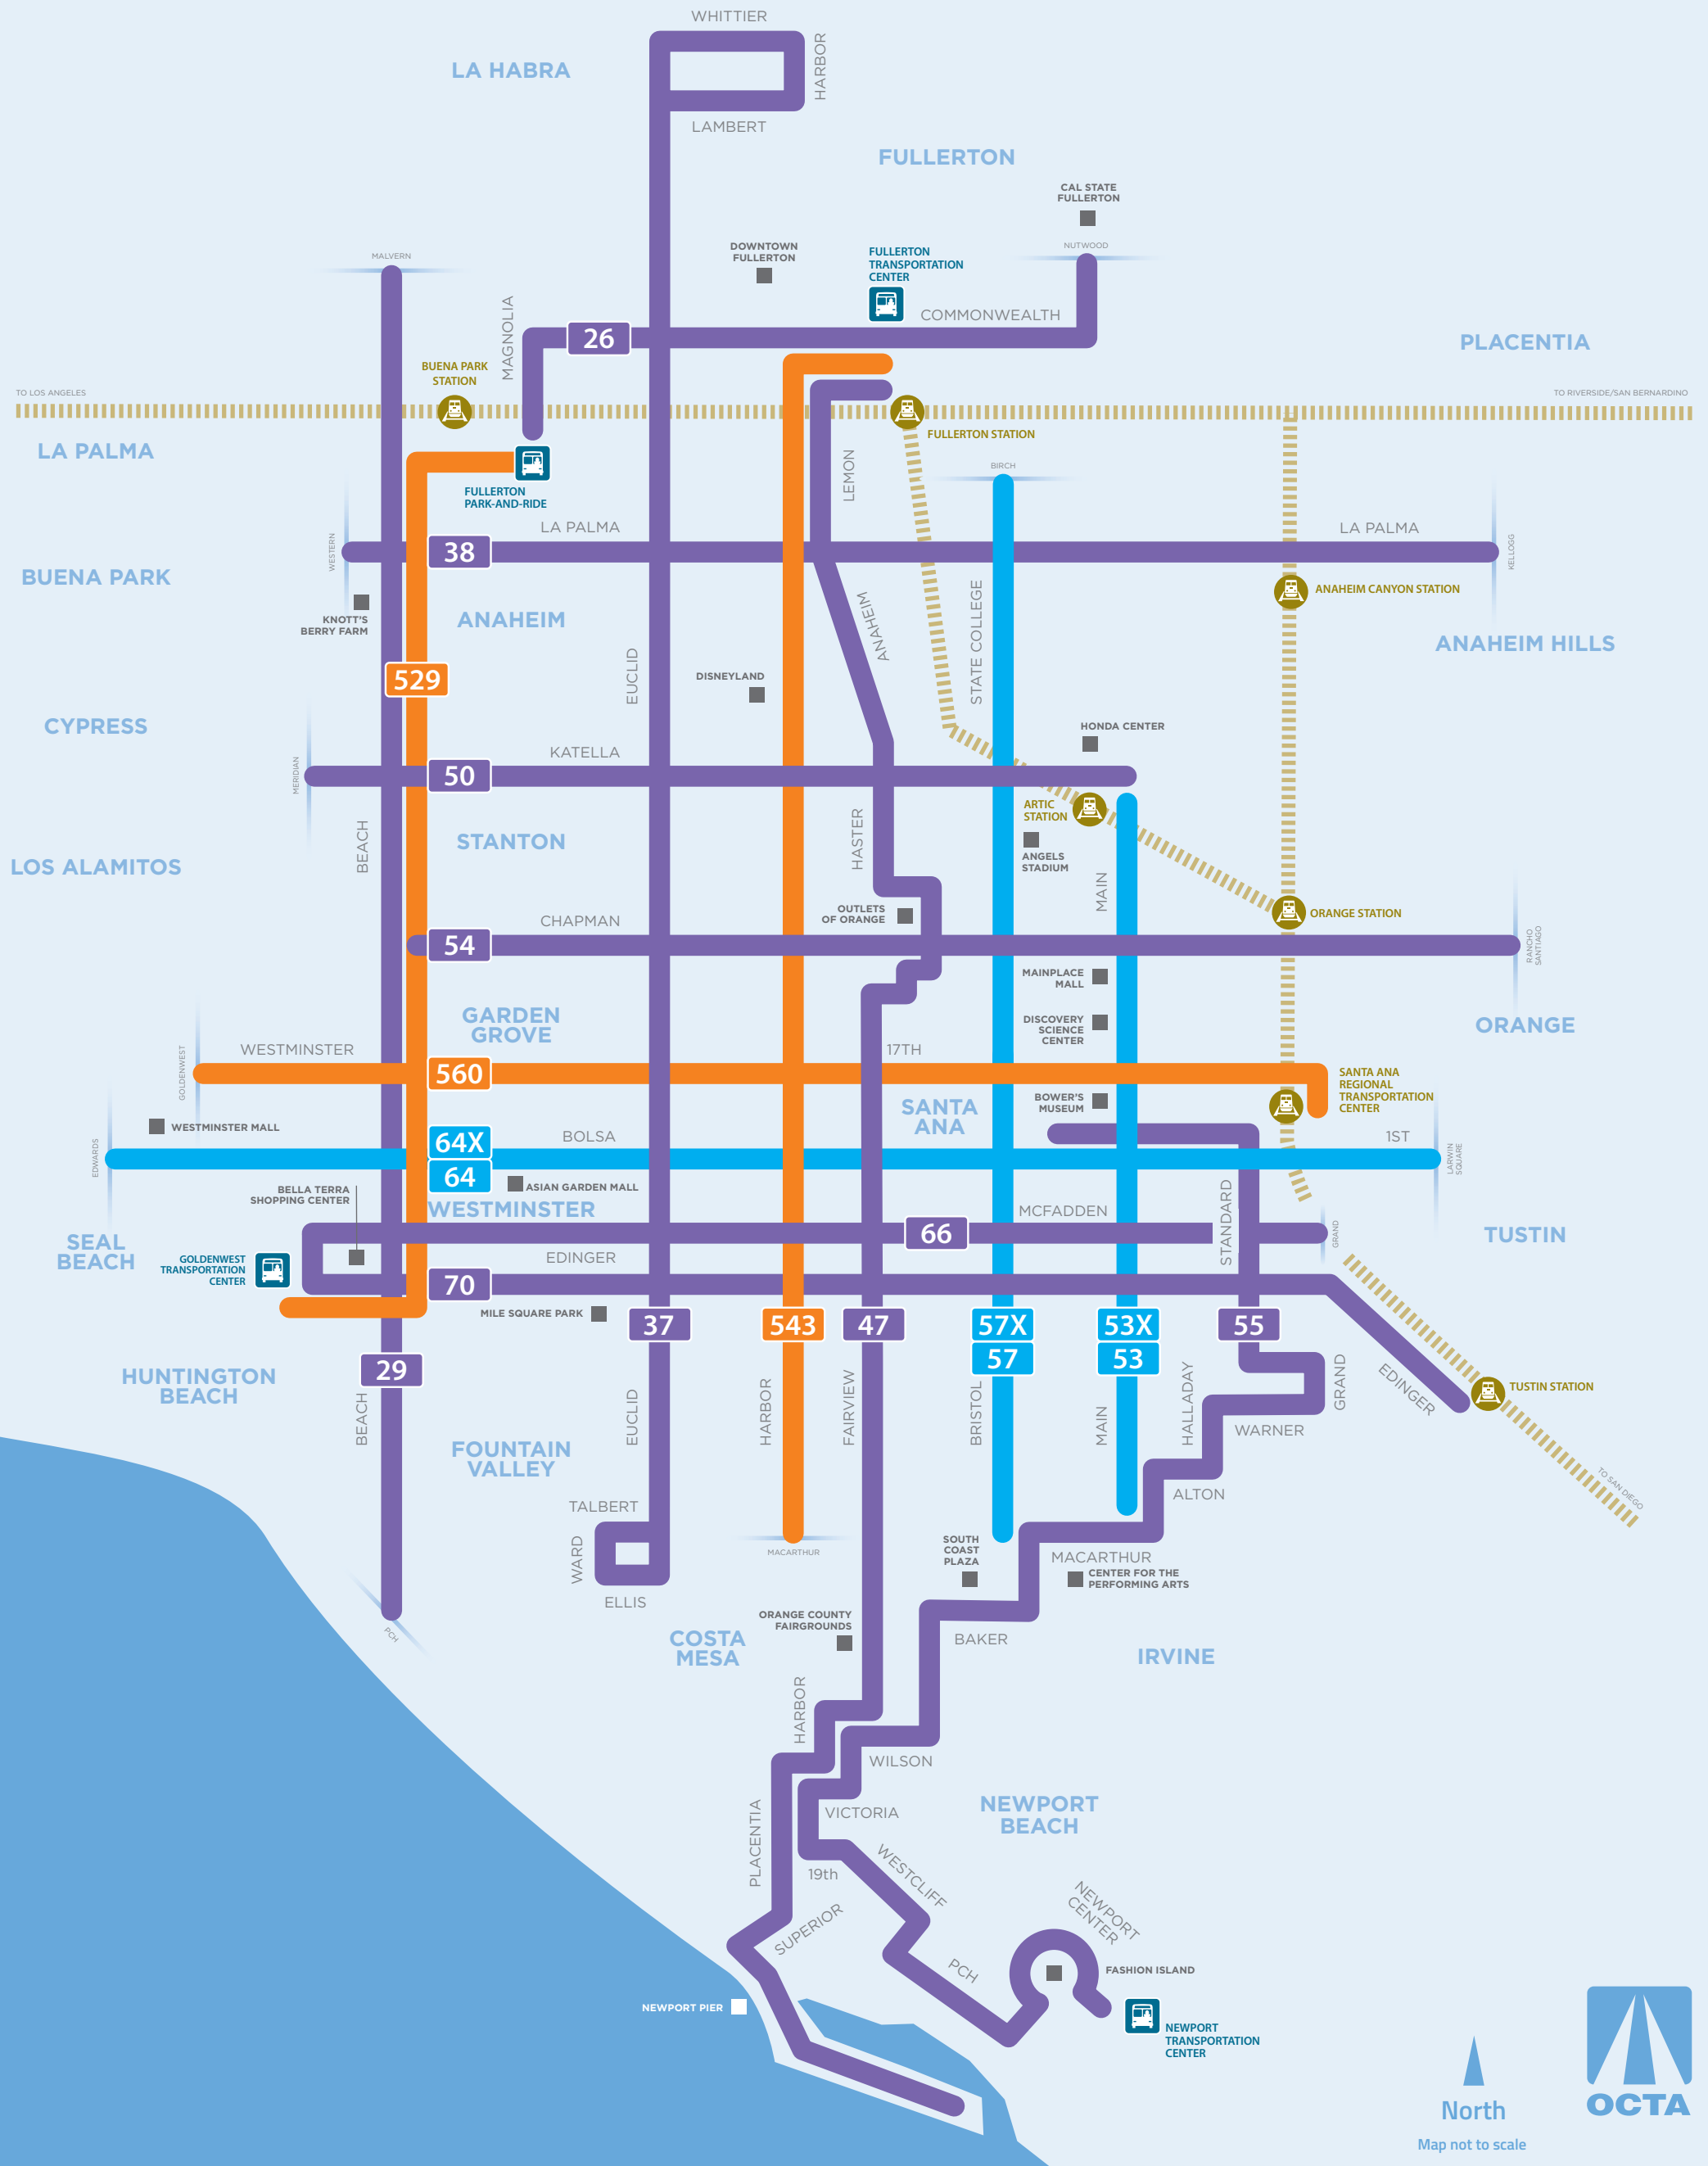 WHITTIER
HARBOR
LA HABRA
LAMBERT
FULLERTON
CAL STATE
FULLERTON
NUTWOOD
DOWNTOWN
FULLERTON
FULLERTON
TRANSPORTATION
CENTER
MALVERN
MAGNOLIA
COMMONWEALTH
26
PLACENTIA
BUENA PARK
STATION
TO LOS ANGELES
TO RIVERSIDE/SAN BERNARDINO
FULLERTON STATION
LA PALMA
LEMON
BIRCH
FULLERTON
PARK-AND-RIDE
LA PALMA
LA PALMA
WESTERN
38
KELLOGG
BUENA PARK
ANAHEIM CANYON STATION
KNOTT'S
BERRY FARM
ANAHEIM
ANAHEIM
STATE COLLEGE
ANAHEIM HILLS
529
EUCLID
DISNEYLAND
CYPRESS
HONDA CENTER
KATELLA
MERIDIAN
50
ARTIC
STATION
BEACH
STANTON
HASTER
ANGELS
STADIUM
LOS ALAMITOS
MAIN
OUTLETS
OF ORANGE
ORANGE STATION
CHAPMAN
54
RANCHO
SANTIAGO
MAINPLACE
MALL
GARDEN
GROVE
DISCOVERY
SCIENCE
CENTER
ORANGE
WESTMINSTER
17TH
GOLDENWEST
560
SANTA ANA
REGIONAL
TRANSPORTATION
CENTER
SANTA
ANA
BOWER'S
MUSEUM
WESTMINSTER MALL
64X
BOLSA
1ST
EDWARDS
LARWIN
SQUARE
64
ASIAN GARDEN MALL
BELLA TERRA
SHOPPING CENTER
WESTMINSTER
MCFADDEN
STANDARD
66
GRAND
SEAL
BEACH
TUSTIN
EDINGER
GOLDENWEST
TRANSPORTATION
CENTER
70
MILE SQUARE PARK
37
543
47
57X
57
53X
53
55
29
HUNTINGTON
BEACH
BEACH
EUCLID
HARBOR
FAIRVIEW
BRISTOL
MAIN
HALLADAY
GRAND
EDINGER
TUSTIN STATION
WARNER
FOUNTAIN
VALLEY
TO SAN DIEGO
ALTON
TALBERT
WARD
ELLIS
MACARTHUR
SOUTH
COAST
PLAZA
MACARTHUR
CENTER FOR THE
PERFORMING ARTS
PCH
ORANGE COUNTY
FAIRGROUNDS
COSTA
MESA
BAKER
IRVINE
HARBOR
WILSON
PLACENTIA
VICTORIA
NEWPORT
BEACH
19th
WESTCLIFF
SUPERIOR
NEWPORT
CENTER
PCH
FASHION ISLAND
NEWPORT PIER
NEWPORT
TRANSPORTATION
CENTER
North
OCTA
Map not to scale